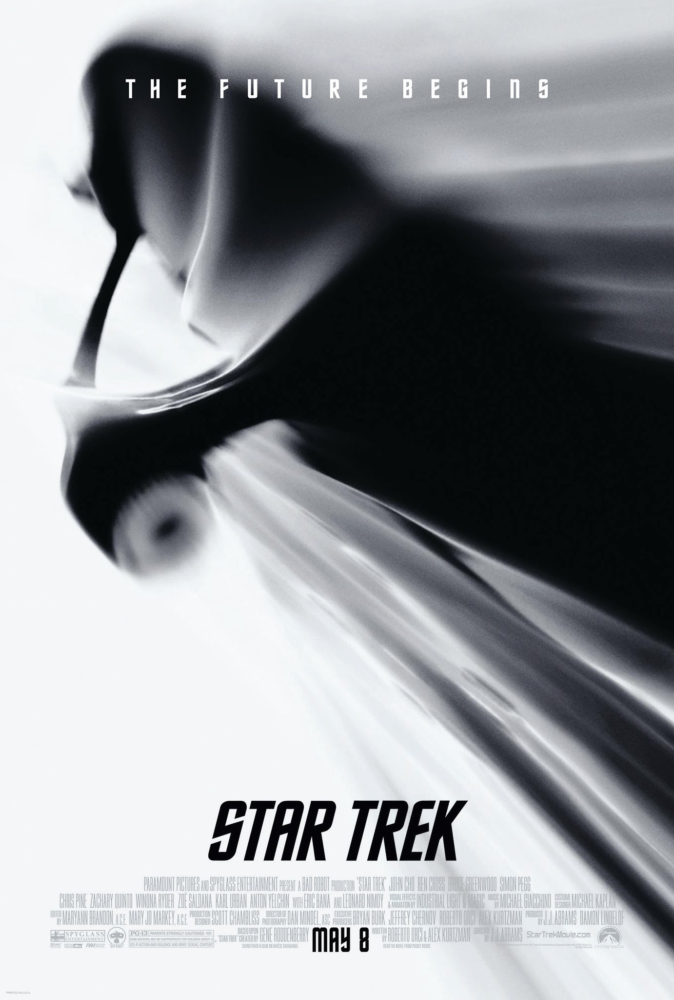 THE FUTURE BEGINS
STAR TREK
PARAMOUNT PICTURES AND SPYGLASS ENTERTAINMENT PRESENT A BAD ROBOT PRODUCTION "STAR TREK" JOHN CHO BEN CROSS BRUCE GREENWOOD SIMON PEGG
CHRIS PINE ZACHARY QUINTO WINONA RYDER ZOË SALDANA KARL URBAN ANTON YELCHIN WITH ERIC BANA AND LEONARD NIMOY VISUAL EFFECTS & ANIMATION BY INDUSTRIAL LIGHT & MAGIC MUSIC BY MICHAEL GIACCHINO COSTUME DESIGNER MICHAEL KAPLAN
EDITED BY MARYANN BRANDON, A.C.E. MARY JO MARKEY, A.C.E. PRODUCTION DESIGNER SCOTT CHAMBLISS DIRECTOR OF PHOTOGRAPHY DAN MINDEL, ASC EXECUTIVE PRODUCERS BRYAN BURK JEFFREY CHERNOV ROBERTO ORCI ALEX KURTZMAN PRODUCED BY J.J. ABRAMS DAMON LINDELOF
BASED UPON "STAR TREK" CREATED BY GENE RODDENBERRY MAY 8 WRITTEN BY ROBERTO ORCI & ALEX KURTZMAN DIRECTED BY J.J. ABRAMS StarTrekMovie.com Paramount
SPYGLASS ENTERTAINMENT BAD ROBOT PG-13 PARENTS STRONGLY CAUTIONED
SOME MATERIAL MAY BE INAPPROPRIATE FOR CHILDREN UNDER 13
SCI-FI ACTION AND VIOLENCE AND BRIEF SEXUAL CONTENT
dts SDDS
SOUNDTRACK ALBUM ON VARÈSE SARABANDE READ THE NOVEL FROM POCKET BOOKS
PRINTED IN U.S.A.